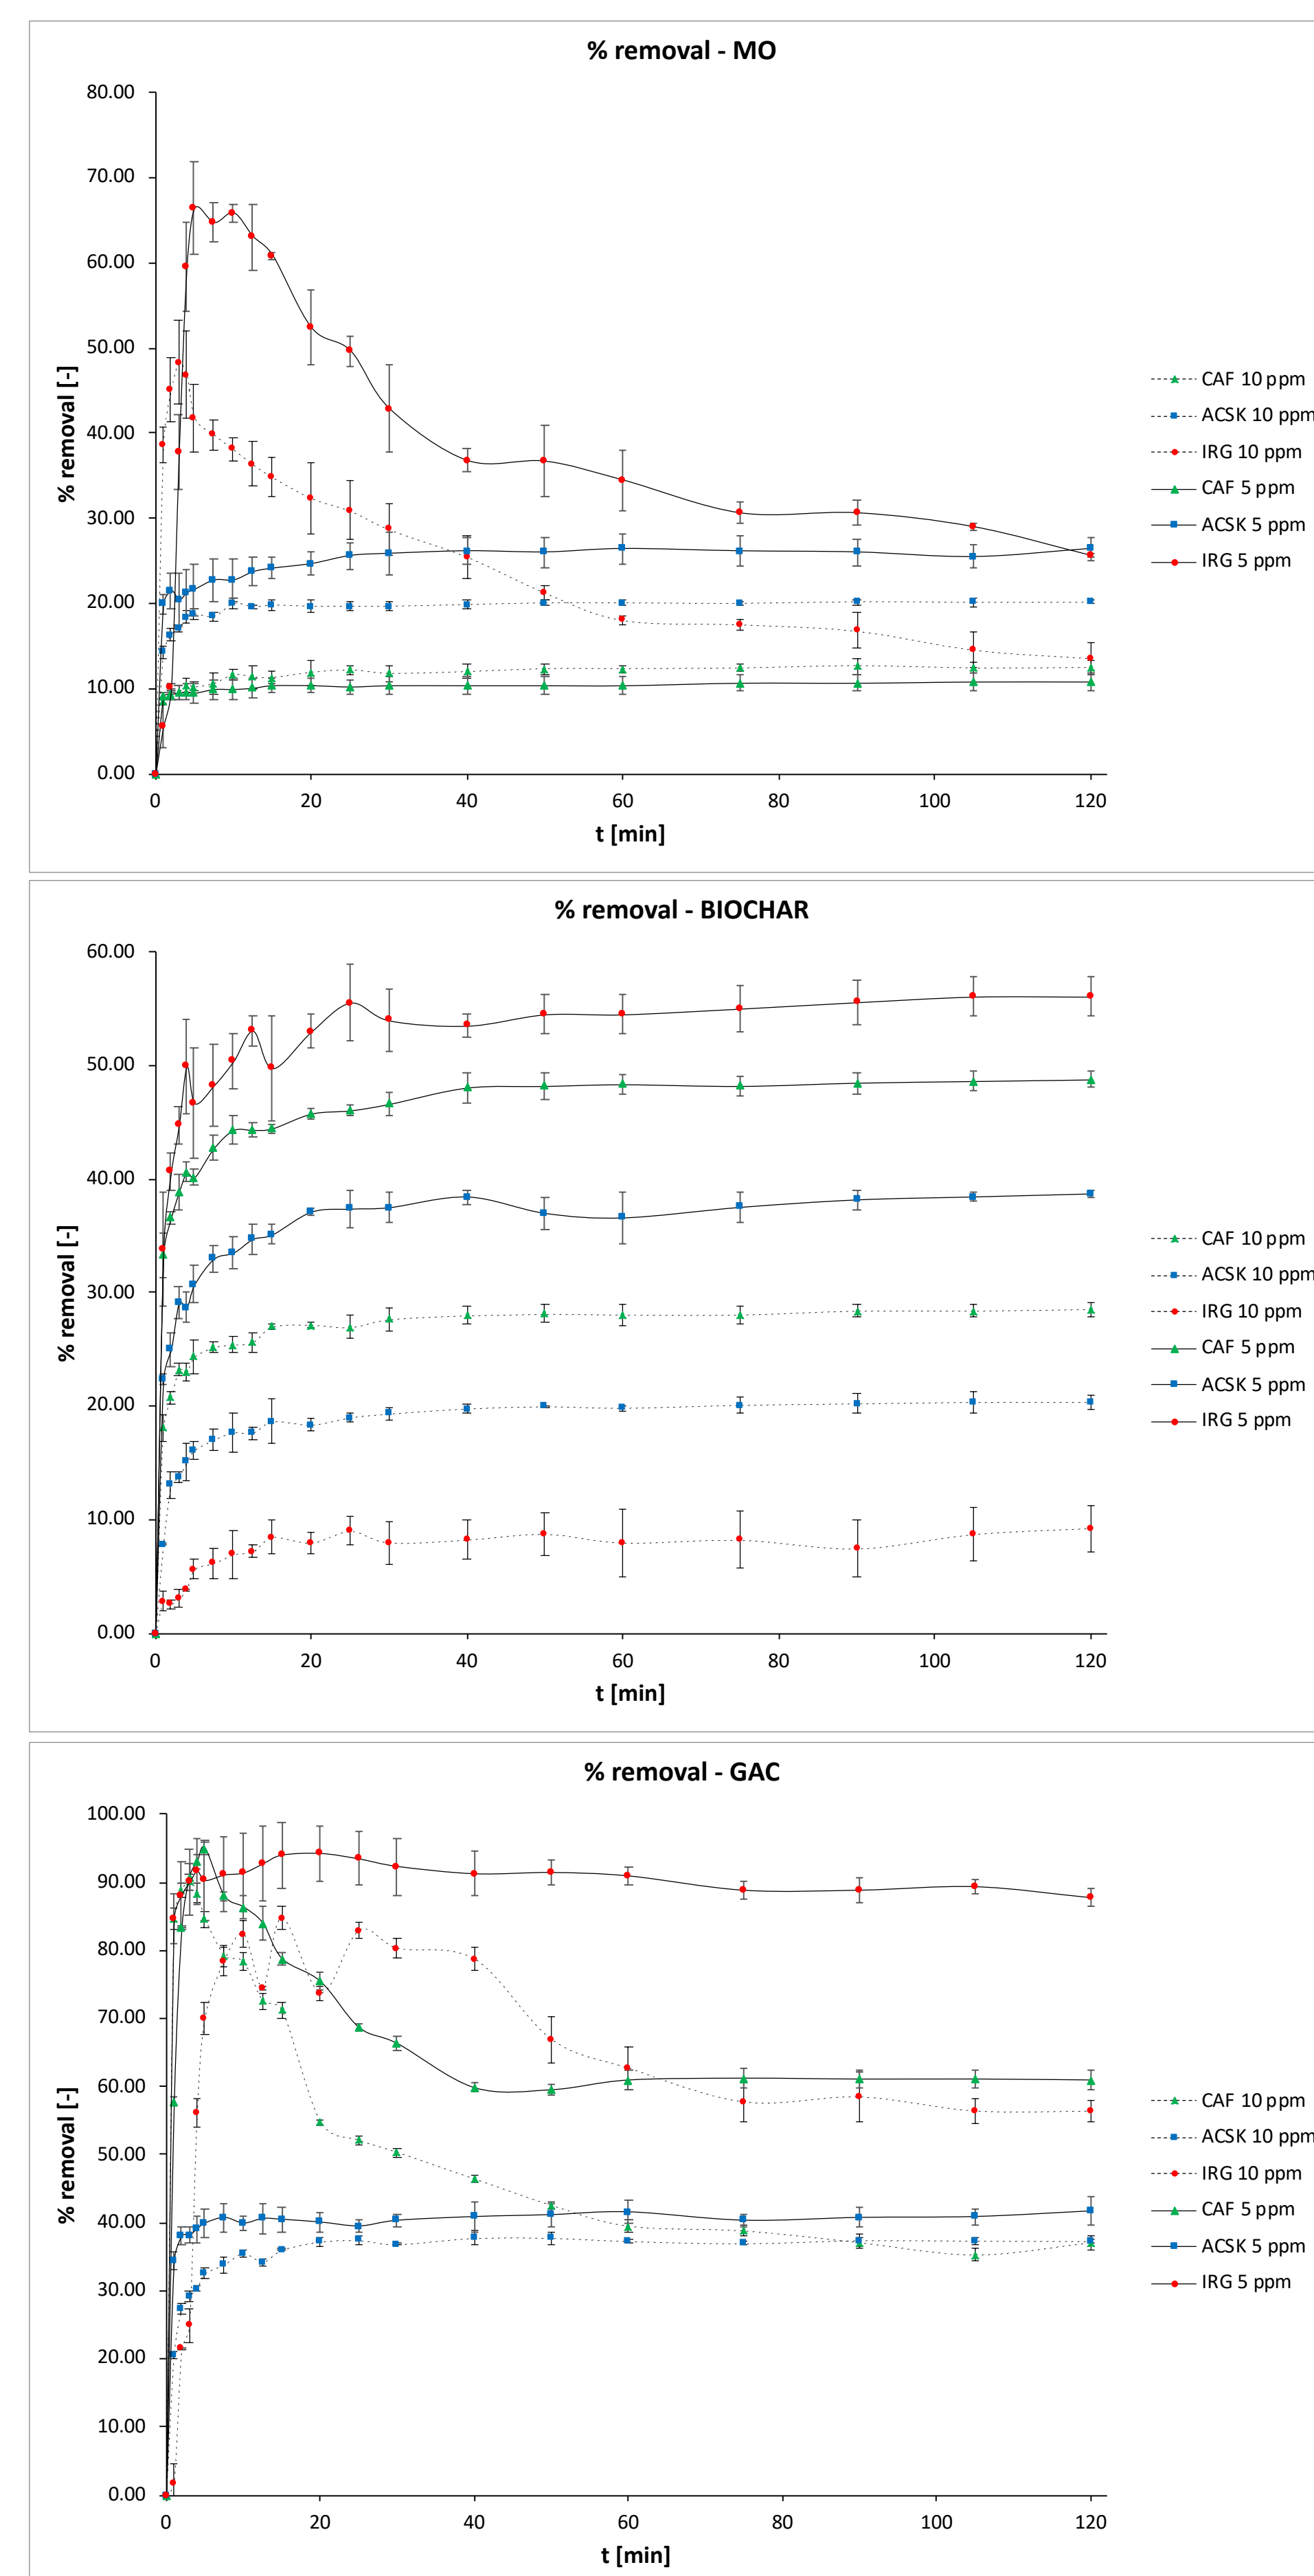 % removal - MO
80.00
70.00
60.00
50.00
40.00
30.00
20.00
10.00
0.00
% removal [-]
0 20 40 60 80 100 120
t [min]
CAF 10 ppm
ACSK 10 ppm
IRG 10 ppm
CAF 5 ppm
ACSK 5 ppm
IRG 5 ppm
% removal - BIOCHAR
60.00
50.00
40.00
30.00
20.00
10.00
0.00
% removal [-]
0 20 40 60 80 100 120
t [min]
CAF 10 ppm
ACSK 10 ppm
IRG 10 ppm
CAF 5 ppm
ACSK 5 ppm
IRG 5 ppm
% removal - GAC
100.00
90.00
80.00
70.00
60.00
50.00
40.00
30.00
20.00
10.00
0.00
% removal [-]
0 20 40 60 80 100 120
t [min]
CAF 10 ppm
ACSK 10 ppm
IRG 10 ppm
CAF 5 ppm
ACSK 5 ppm
IRG 5 ppm